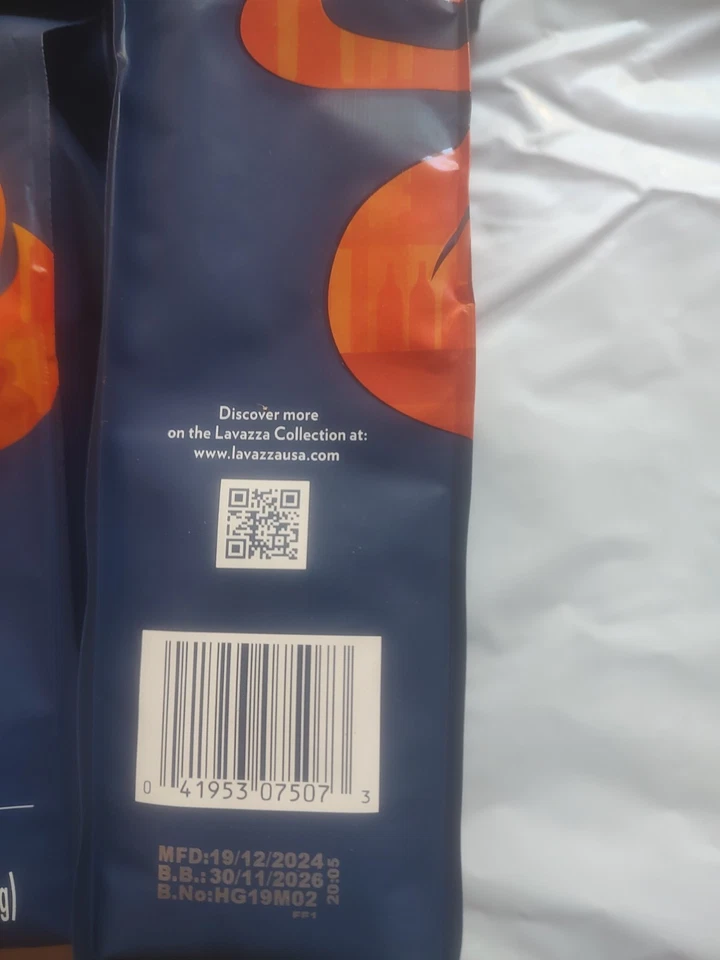 Discover more
on the Lavazza Collection at:
www.lavazzausa.com
0 41953 07507 3
MFD:19/12/2024
B.B.:30/11/2026
B.No:HG19M02
20:05
g)